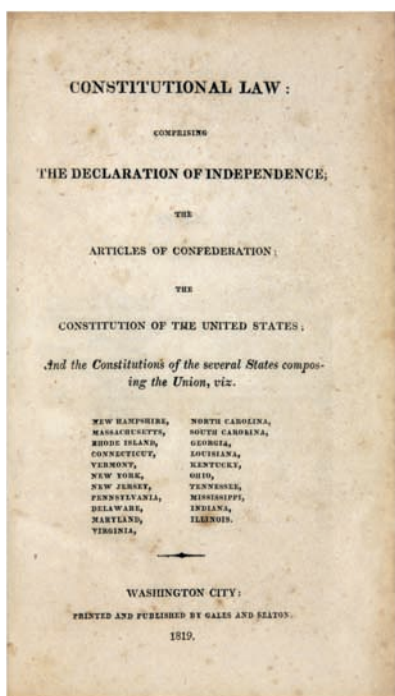 CONSTITUTIONAL LAW:
COMPRISING
THE DECLARATION OF INDEPENDENCE;
THE
ARTICLES OF CONFEDERATION;
THE
CONSTITUTION OF THE UNITED STATES;
And the Constitutions of the several States compos-
ing the Union, viz.
NEW HAMPSHIRE,
MASSACHUSETTS,
RHODE ISLAND,
CONNECTICUT,
VERMONT,
NEW YORK,
NEW JERSEY,
PENNSYLVANIA,
DELAWARE,
MARYLAND,
VIRGINIA,
NORTH CAROLINA,
SOUTH CAROLINA,
GEORGIA,
LOUISIANA,
KENTUCKY,
OHIO,
TENNESSEE,
MISSISSIPPI,
INDIANA,
ILLINOIS.
WASHINGTON CITY:
PRINTED AND PUBLISHED BY GALES AND SEATON.
1819.